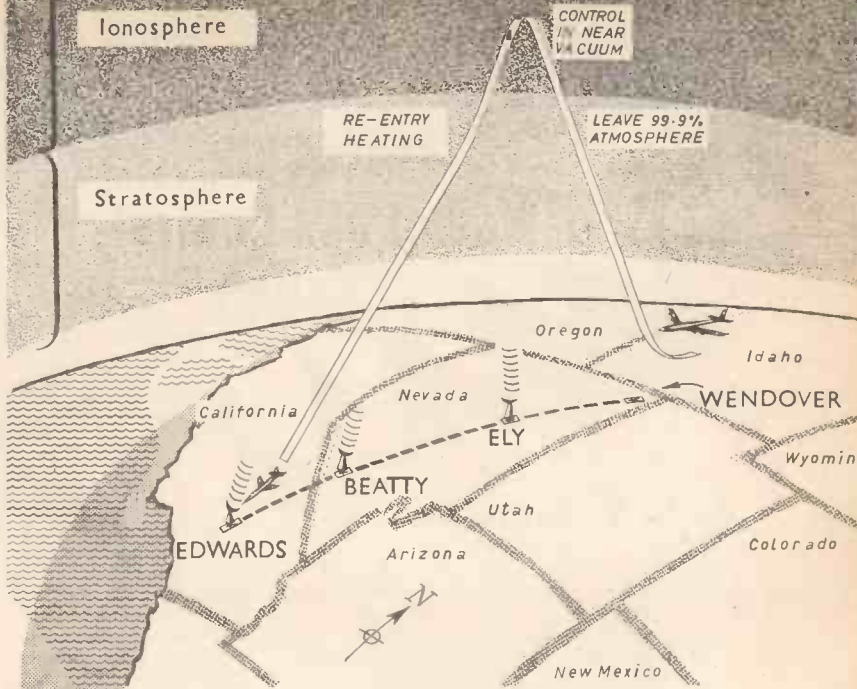 Ionosphere
CONTROL
IN NEAR
VACUUM
RE-ENTRY
HEATING
LEAVE 99·9%
ATMOSPHERE
Stratosphere
Oregon
Idaho
California
Nevada
WENDOVER
ELY
Wyomin
BEATTY
Utah
EDWARDS
Arizona
Colorado
N
New Mexico